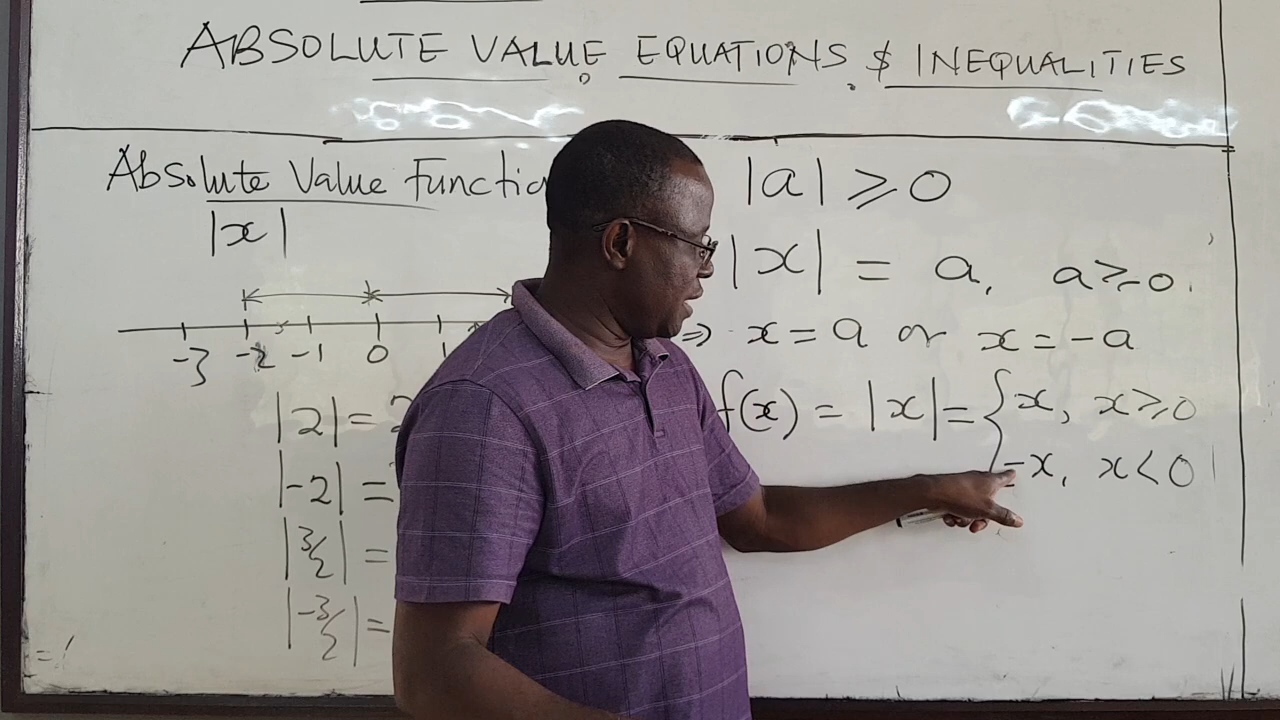 ABSOLUTE VALUE EQUATIONS & INEQUALITIES
Absolute Value Functio
|x|
-3 -2 -1 0 1
|2| = 2
|-2| =
|3/2| =
|-3/2| =
|a| ⩾ 0
|x| = a, a ⩾ 0.
⇒ x = a or x = -a
f(x) = |x| = { x, x ⩾ 0
-x, x < 0